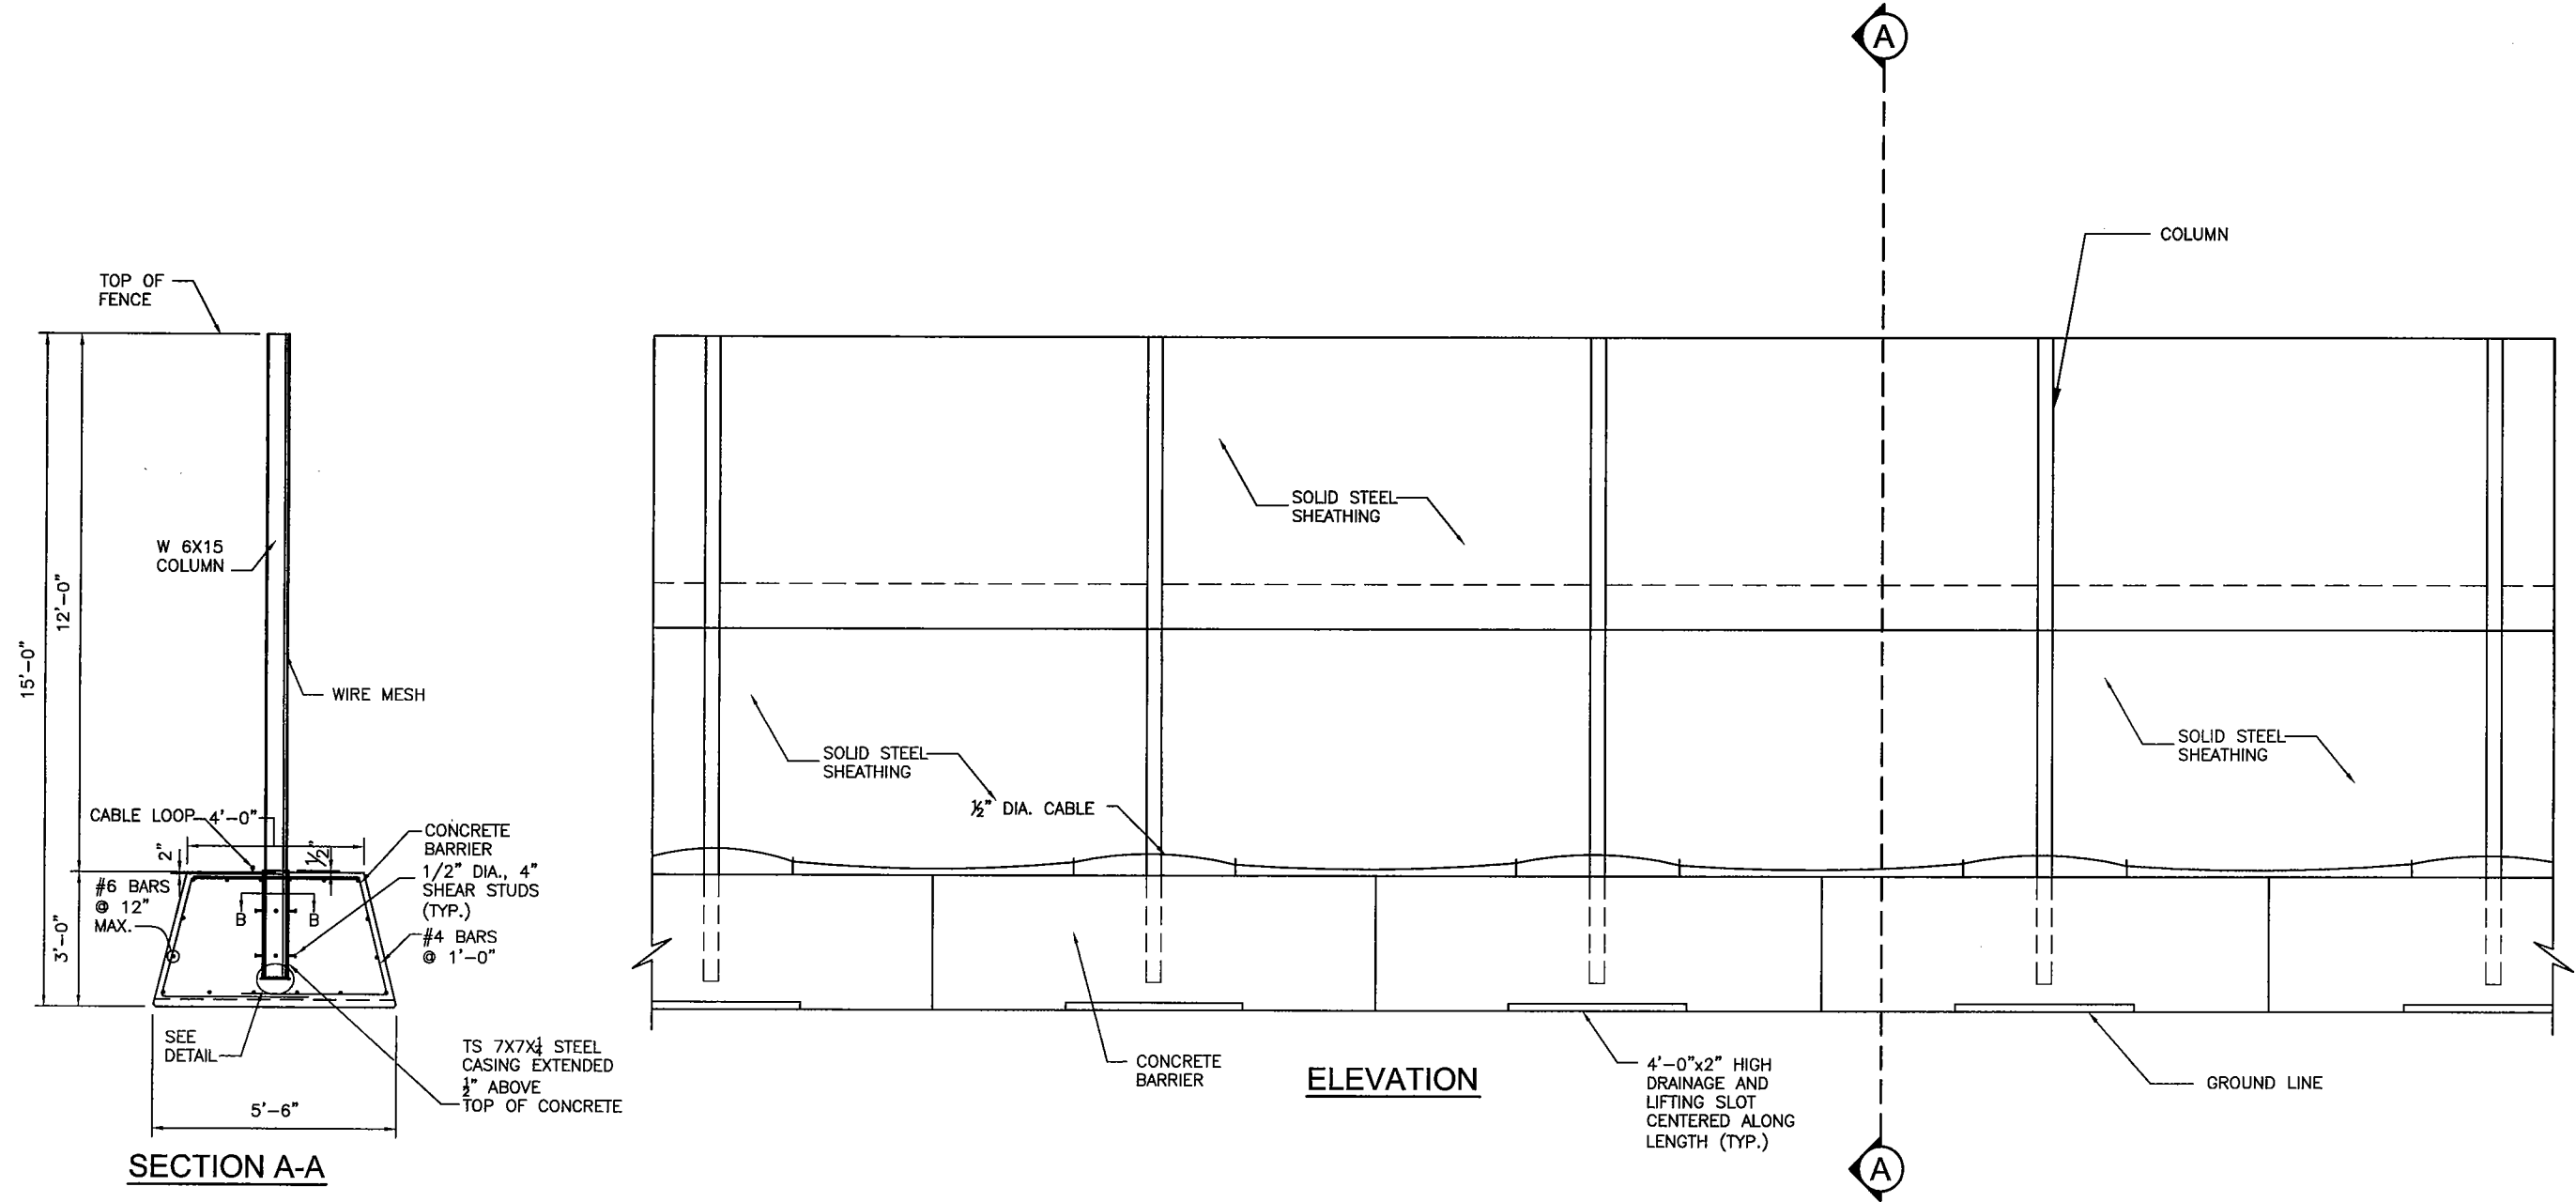 A
COLUMN
TOP OF
FENCE
15'-0"
12'-0"
3'-0"
W 6X15
COLUMN
WIRE MESH
CABLE LOOP
4'-0"
2"
1/2"
CONCRETE
BARRIER
1/2" DIA., 4"
SHEAR STUDS
(TYP.)
#4 BARS
@ 1'-0"
#6 BARS
@ 12"
MAX.
B
B
SEE
DETAIL
TS 7X7X1/4 STEEL
CASING EXTENDED
1/2" ABOVE
TOP OF CONCRETE
5'-6"
SECTION A-A
SOLID STEEL
SHEATHING
SOLID STEEL
SHEATHING
SOLID STEEL
SHEATHING
1/2" DIA. CABLE
CONCRETE
BARRIER
ELEVATION
4'-0"x2" HIGH
DRAINAGE AND
LIFTING SLOT
CENTERED ALONG
LENGTH (TYP.)
GROUND LINE
A